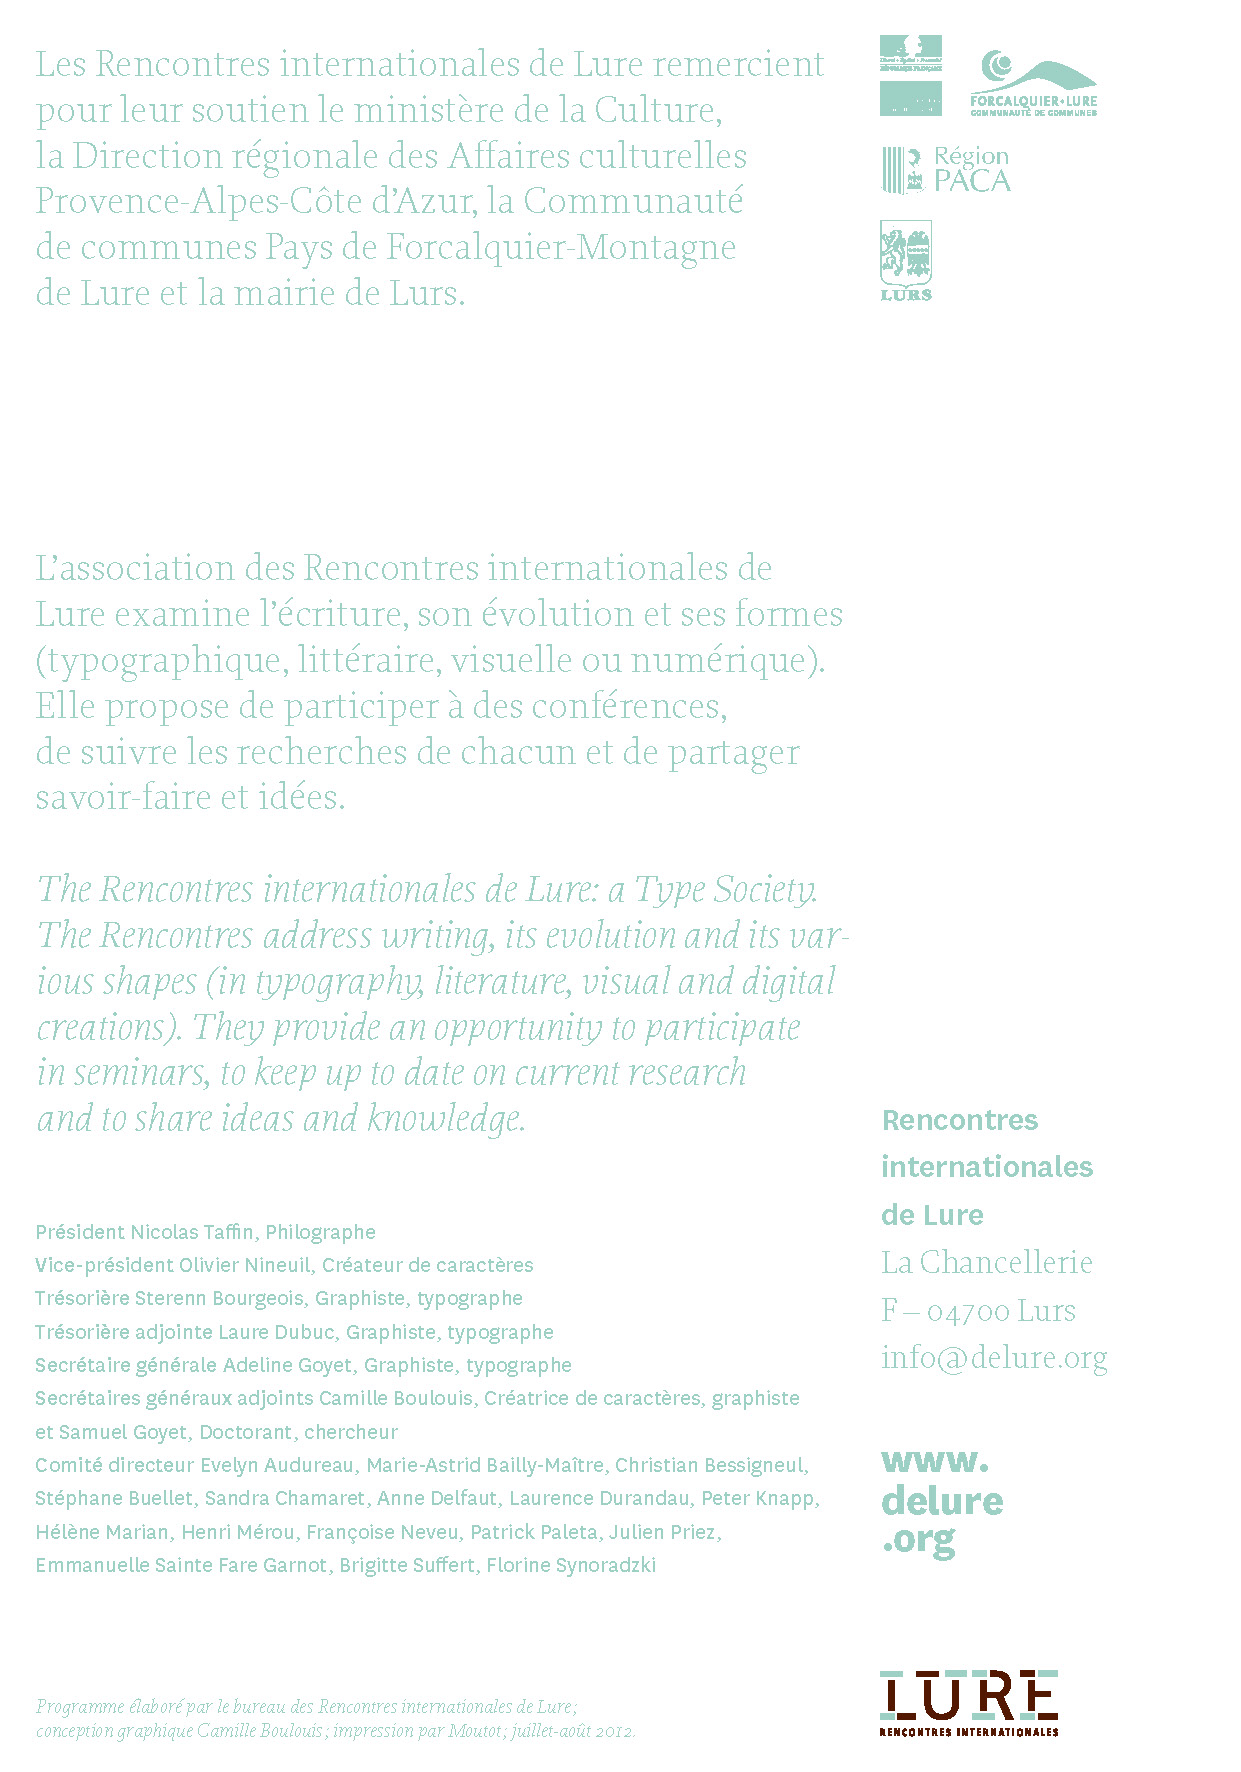 Les Rencontres internationales de Lure remercient
pour leur soutien le ministère de la Culture,
la Direction régionale des Affaires culturelles
Provence-Alpes-Côte d’Azur, la Communauté
de communes Pays de Forcalquier-Montagne
de Lure et la mairie de Lurs.
RÉPUBLIQUE FRANÇAISE
FORCALQUIER•LURE
COMMUNAUTÉ DE COMMUNES
Région
PACA
LURS
L’association des Rencontres internationales de
Lure examine l’écriture, son évolution et ses formes
(typographique, littéraire, visuelle ou numérique).
Elle propose de participer à des conférences,
de suivre les recherches de chacun et de partager
savoir-faire et idées.
The Rencontres internationales de Lure: a Type Society.
The Rencontres address writing, its evolution and its var-
ious shapes (in typography, literature, visual and digital
creations). They provide an opportunity to participate
in seminars, to keep up to date on current research
and to share ideas and knowledge.
Président Nicolas Taffin, Philographe
Vice-président Olivier Nineuil, Créateur de caractères
Trésorière Sterenn Bourgeois, Graphiste, typographe
Trésorière adjointe Laure Dubuc, Graphiste, typographe
Secrétaire générale Adeline Goyet, Graphiste, typographe
Secrétaires généraux adjoints Camille Boulouis, Créatrice de caractères, graphiste
et Samuel Goyet, Doctorant, chercheur
Comité directeur Evelyn Audureau, Marie-Astrid Bailly-Maître, Christian Bessigneul,
Stéphane Buellet, Sandra Chamaret, Anne Delfaut, Laurence Durandau, Peter Knapp,
Hélène Marian, Henri Mérou, Françoise Neveu, Patrick Paleta, Julien Priez,
Emmanuelle Sainte Fare Garnot, Brigitte Suffert, Florine Synoradzki
Rencontres
internationales
de Lure
La Chancellerie
F – 04700 Lurs
info@delure.org
www.
delure
.org
Programme élaboré par le bureau des Rencontres internationales de Lure;
conception graphique Camille Boulouis; impression par Moutot; juillet-août 2012.
LURE
RENCONTRES INTERNATIONALES